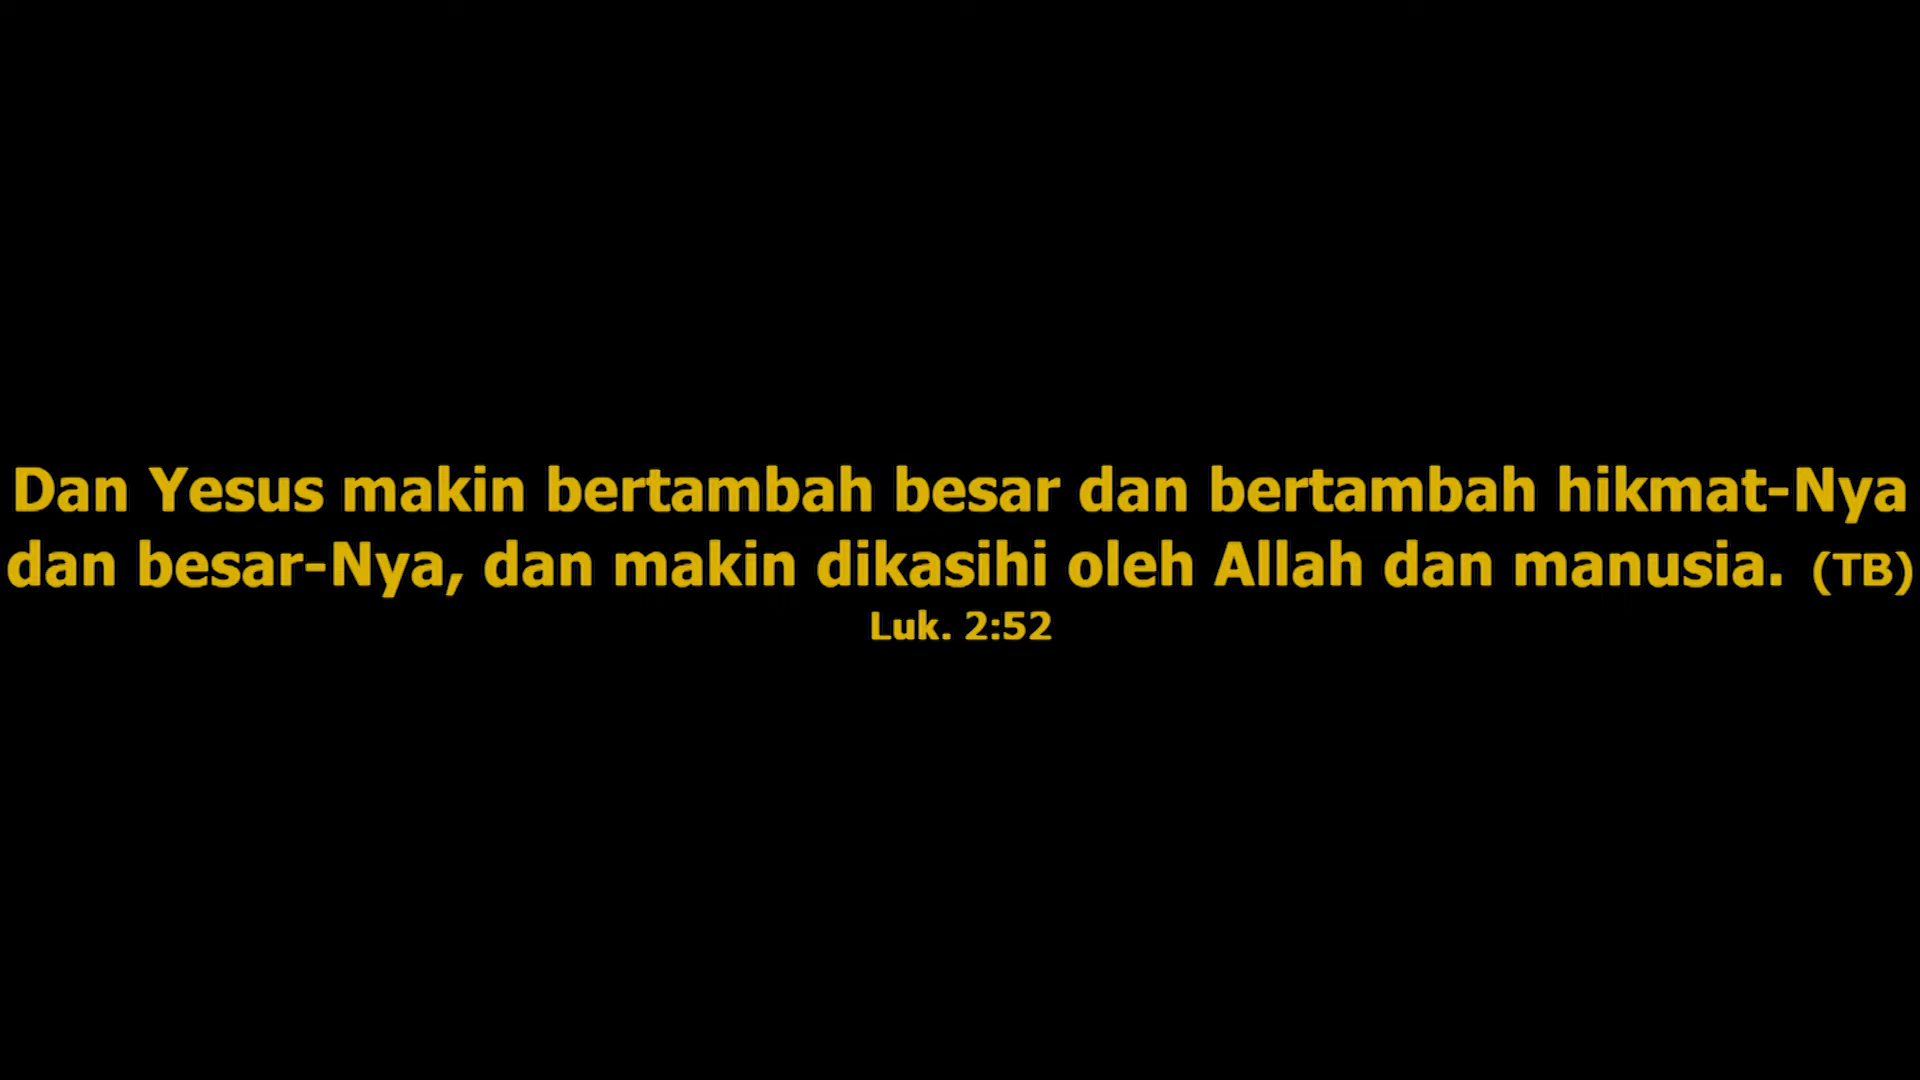 Dan Yesus makin bertambah besar dan bertambah hikmat-Nya
dan besar-Nya, dan makin dikasihi oleh Allah dan manusia. (TB)
Luk. 2:52